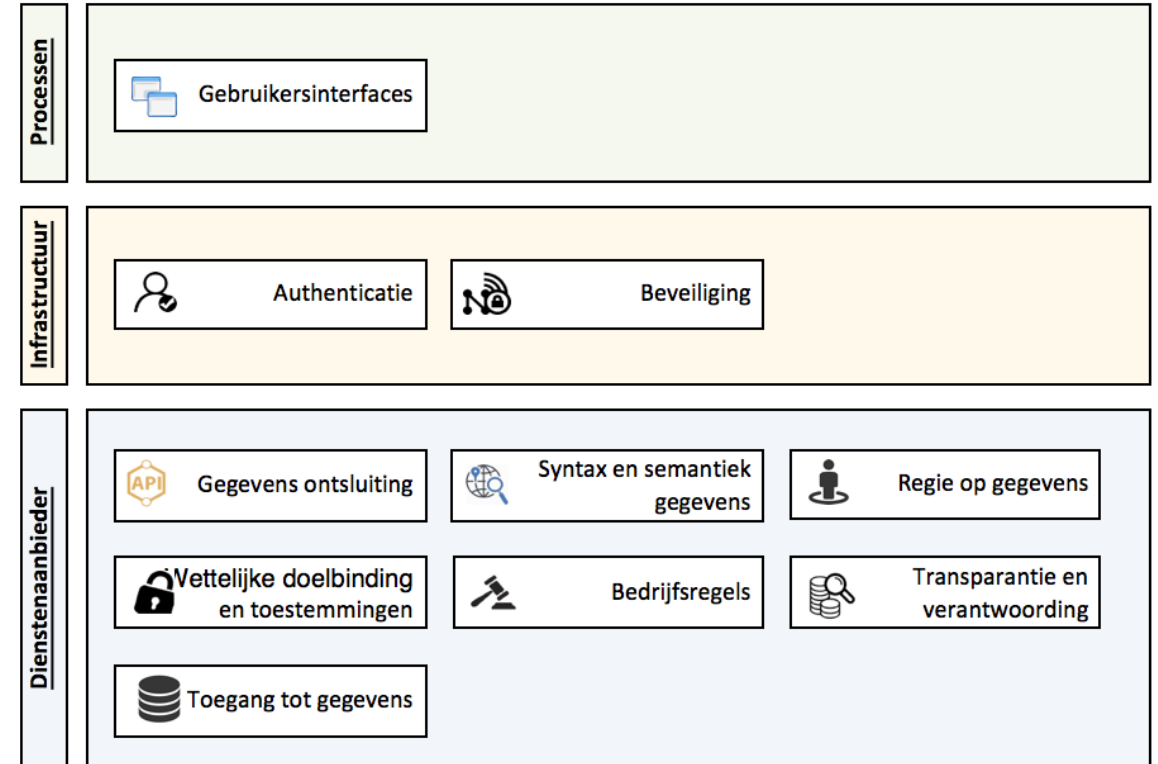 Processen
Gebruikersinterfaces
Infrastructuur
Authenticatie
Beveiliging
Dienstenaanbieder
API
Gegevens ontsluiting
Syntax en semantiek
gegevens
Regie op gegevens
Wettelijke doelbinding
en toestemmingen
Bedrijfsregels
Transparantie en
verantwoording
Toegang tot gegevens